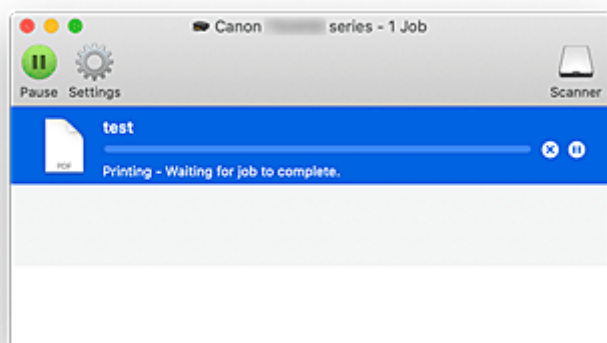 Canon series - 1 Job
Pause Settings Scanner
test
PDF
Printing - Waiting for job to complete.